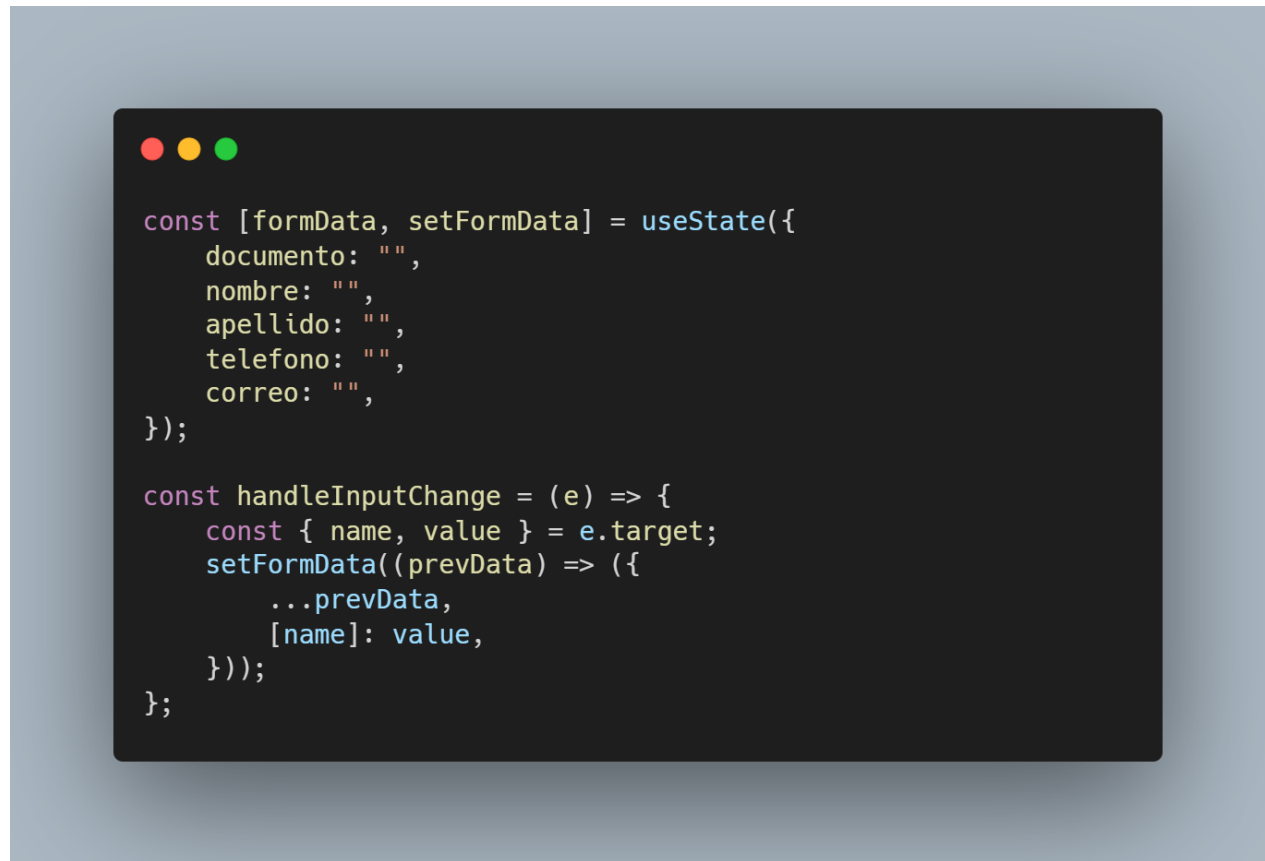 const [formData, setFormData] = useState({
    documento: "",
    nombre: "",
    apellido: "",
    telefono: "",
    correo: "",
});

const handleInputChange = (e) => {
    const { name, value } = e.target;
    setFormData((prevData) => ({
        ...prevData,
        [name]: value,
    }));
};